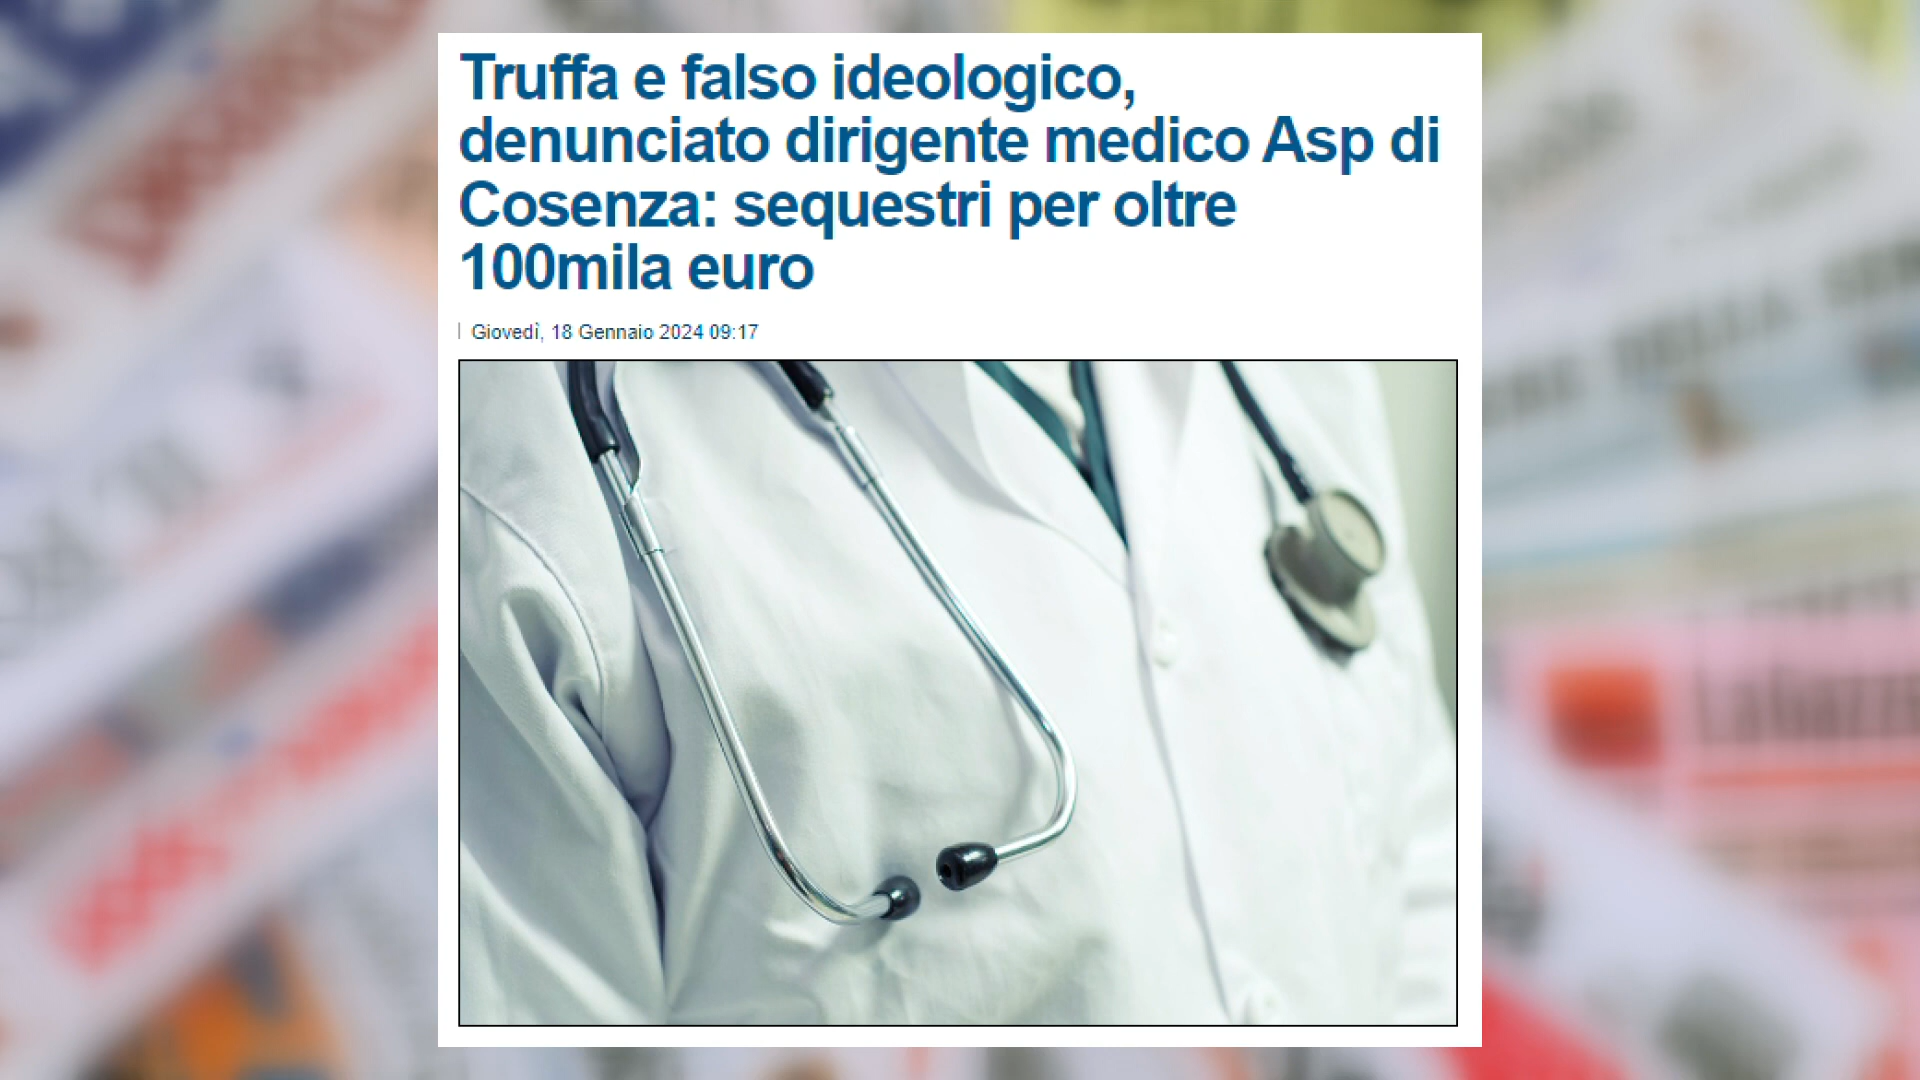 Truffa e falso ideologico,
denunciato dirigente medico Asp di
Cosenza: sequestri per oltre
100mila euro
Giovedì, 18 Gennaio 2024 09:17